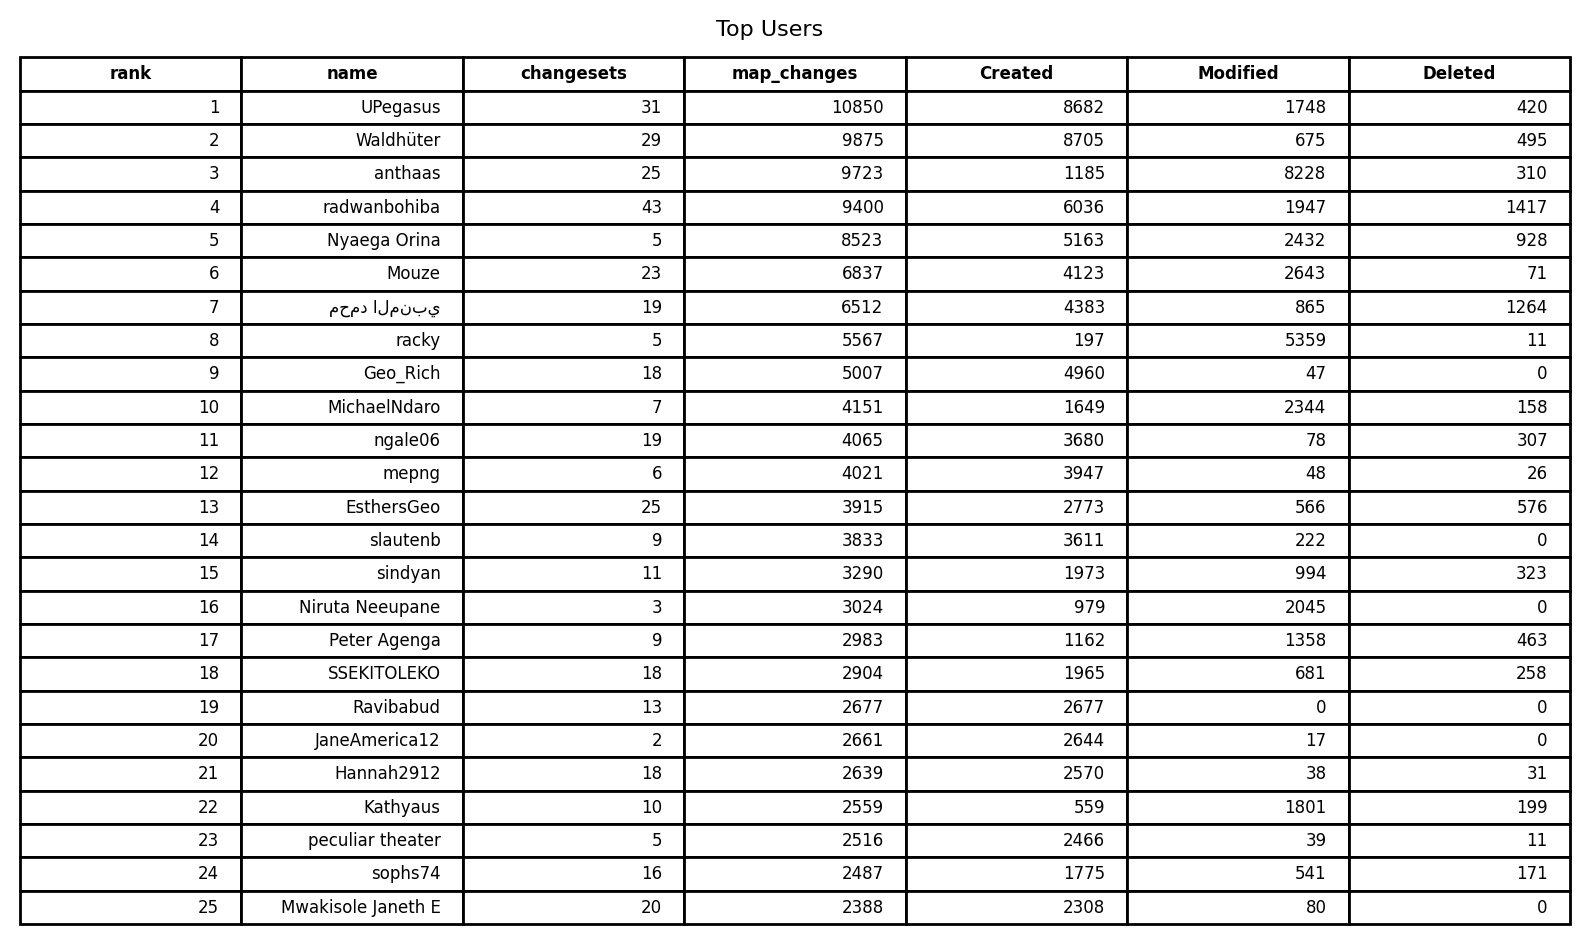 Top Users
rank name changesets map_changes Created Modified Deleted
1 UPegasus 31 10850 8682 1748 420
2 Waldhüter 29 9875 8705 675 495
3 anthaas 25 9723 1185 8228 310
4 radwanbohiba 43 9400 6036 1947 1417
5 Nyaega Orina 5 8523 5163 2432 928
6 Mouze 23 6837 4123 2643 71
7 محمد المنبي 19 6512 4383 865 1264
8 racky 5 5567 197 5359 11
9 Geo_Rich 18 5007 4960 47 0
10 MichaelNdaro 7 4151 1649 2344 158
11 ngale06 19 4065 3680 78 307
12 mepng 6 4021 3947 48 26
13 EsthersGeo 25 3915 2773 566 576
14 slautenb 9 3833 3611 222 0
15 sindyan 11 3290 1973 994 323
16 Niruta Neeupane 3 3024 979 2045 0
17 Peter Agenga 9 2983 1162 1358 463
18 SSEKITOLEKO 18 2904 1965 681 258
19 Ravibabud 13 2677 2677 0 0
20 JaneAmerica12 2 2661 2644 17 0
21 Hannah2912 18 2639 2570 38 31
22 Kathyaus 10 2559 559 1801 199
23 peculiar theater 5 2516 2466 39 11
24 sophs74 16 2487 1775 541 171
25 Mwakisole Janeth E 20 2388 2308 80 0